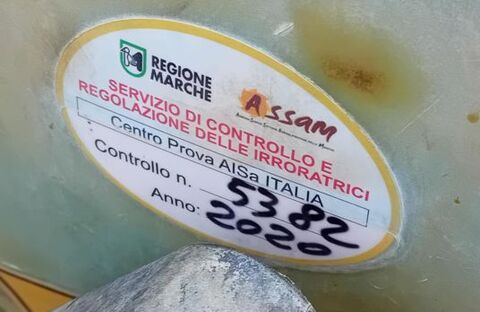 REGIONE
MARCHE
ASSAM
SERVIZIO DI CONTROLLO E
REGOLAZIONE DELLE IRRORATRICI
Centro Prova AISa ITALIA
Controllo n. 5382
Anno: 2020